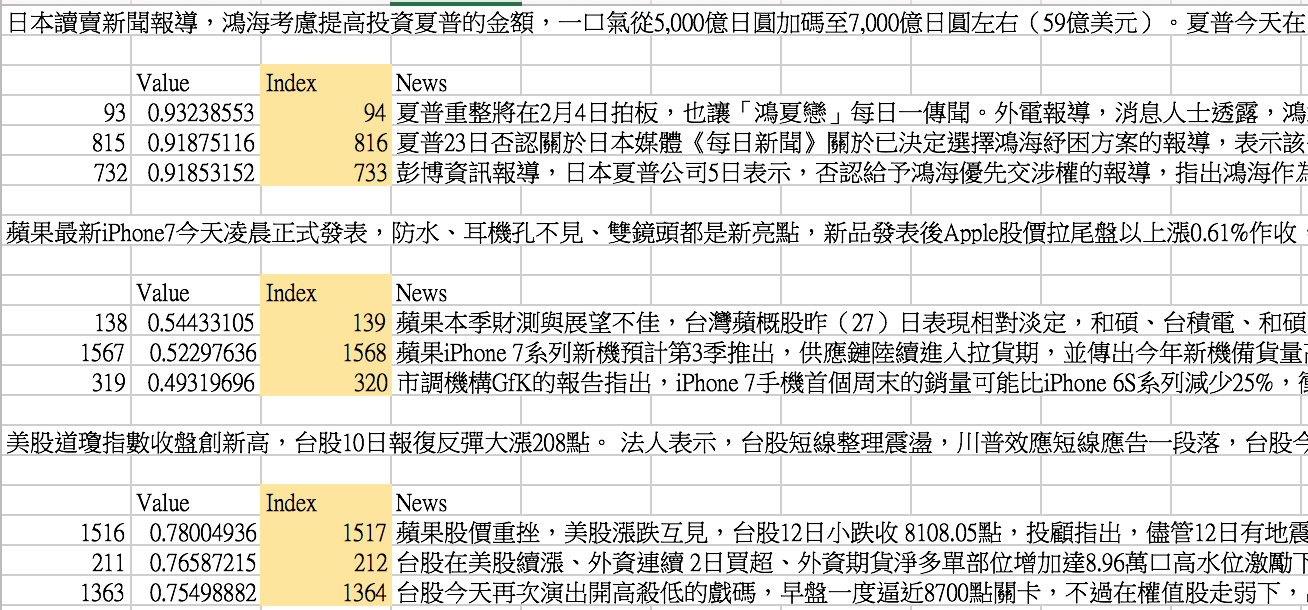 日本讀賣新聞報導，鴻海考慮提高投資夏普的金額，一口氣從5,000億日圓加碼至7,000億日圓左右（59億美元）。夏普今天在
Value Index News
93 0.93238553 94 夏普重整將在2月4日拍板，也讓「鴻夏戀」每日一傳聞。外電報導，消息人士透露，鴻
815 0.91875116 816 夏普23日否認關於日本媒體《每日新聞》關於已決定選擇鴻海紓困方案的報導，表示該
732 0.91853152 733 彭博資訊報導，日本夏普公司5日表示，否認給予鴻海優先交涉權的報導，指出鴻海作為
蘋果最新iPhone7今天凌晨正式發表，防水、耳機孔不見、雙鏡頭都是新亮點，新品發表後Apple股價拉尾盤以上漲0.61%作收
Value Index News
138 0.54433105 139 蘋果本季財測與展望不佳，台灣蘋概股昨（27）日表現相對淡定，和碩、台積電、和碩
1567 0.52297636 1568 蘋果iPhone 7系列新機預計第3季推出，供應鏈陸續進入拉貨期，並傳出今年新機備貨量高
319 0.49319696 320 市調機構GfK的報告指出，iPhone 7手機首個周末的銷量可能比iPhone 6S系列減少25%，衝
美股道瓊指數收盤創新高，台股10日報復反彈大漲208點。 法人表示，台股短線整理震盪，川普效應短線應告一段落，台股今
Value Index News
1516 0.78004936 1517 蘋果股價重挫，美股漲跌互見，台股12日小跌收 8108.05點，投顧指出，儘管12日有地震
211 0.76587215 212 台股在美股續漲、外資連續 2日買超、外資期貨淨多單部位增加達8.96萬口高水位激勵下
1363 0.75498882 1364 台股今天再次演出開高殺低的戲碼，早盤一度逼近8700點關卡，不過在權值股走弱下，